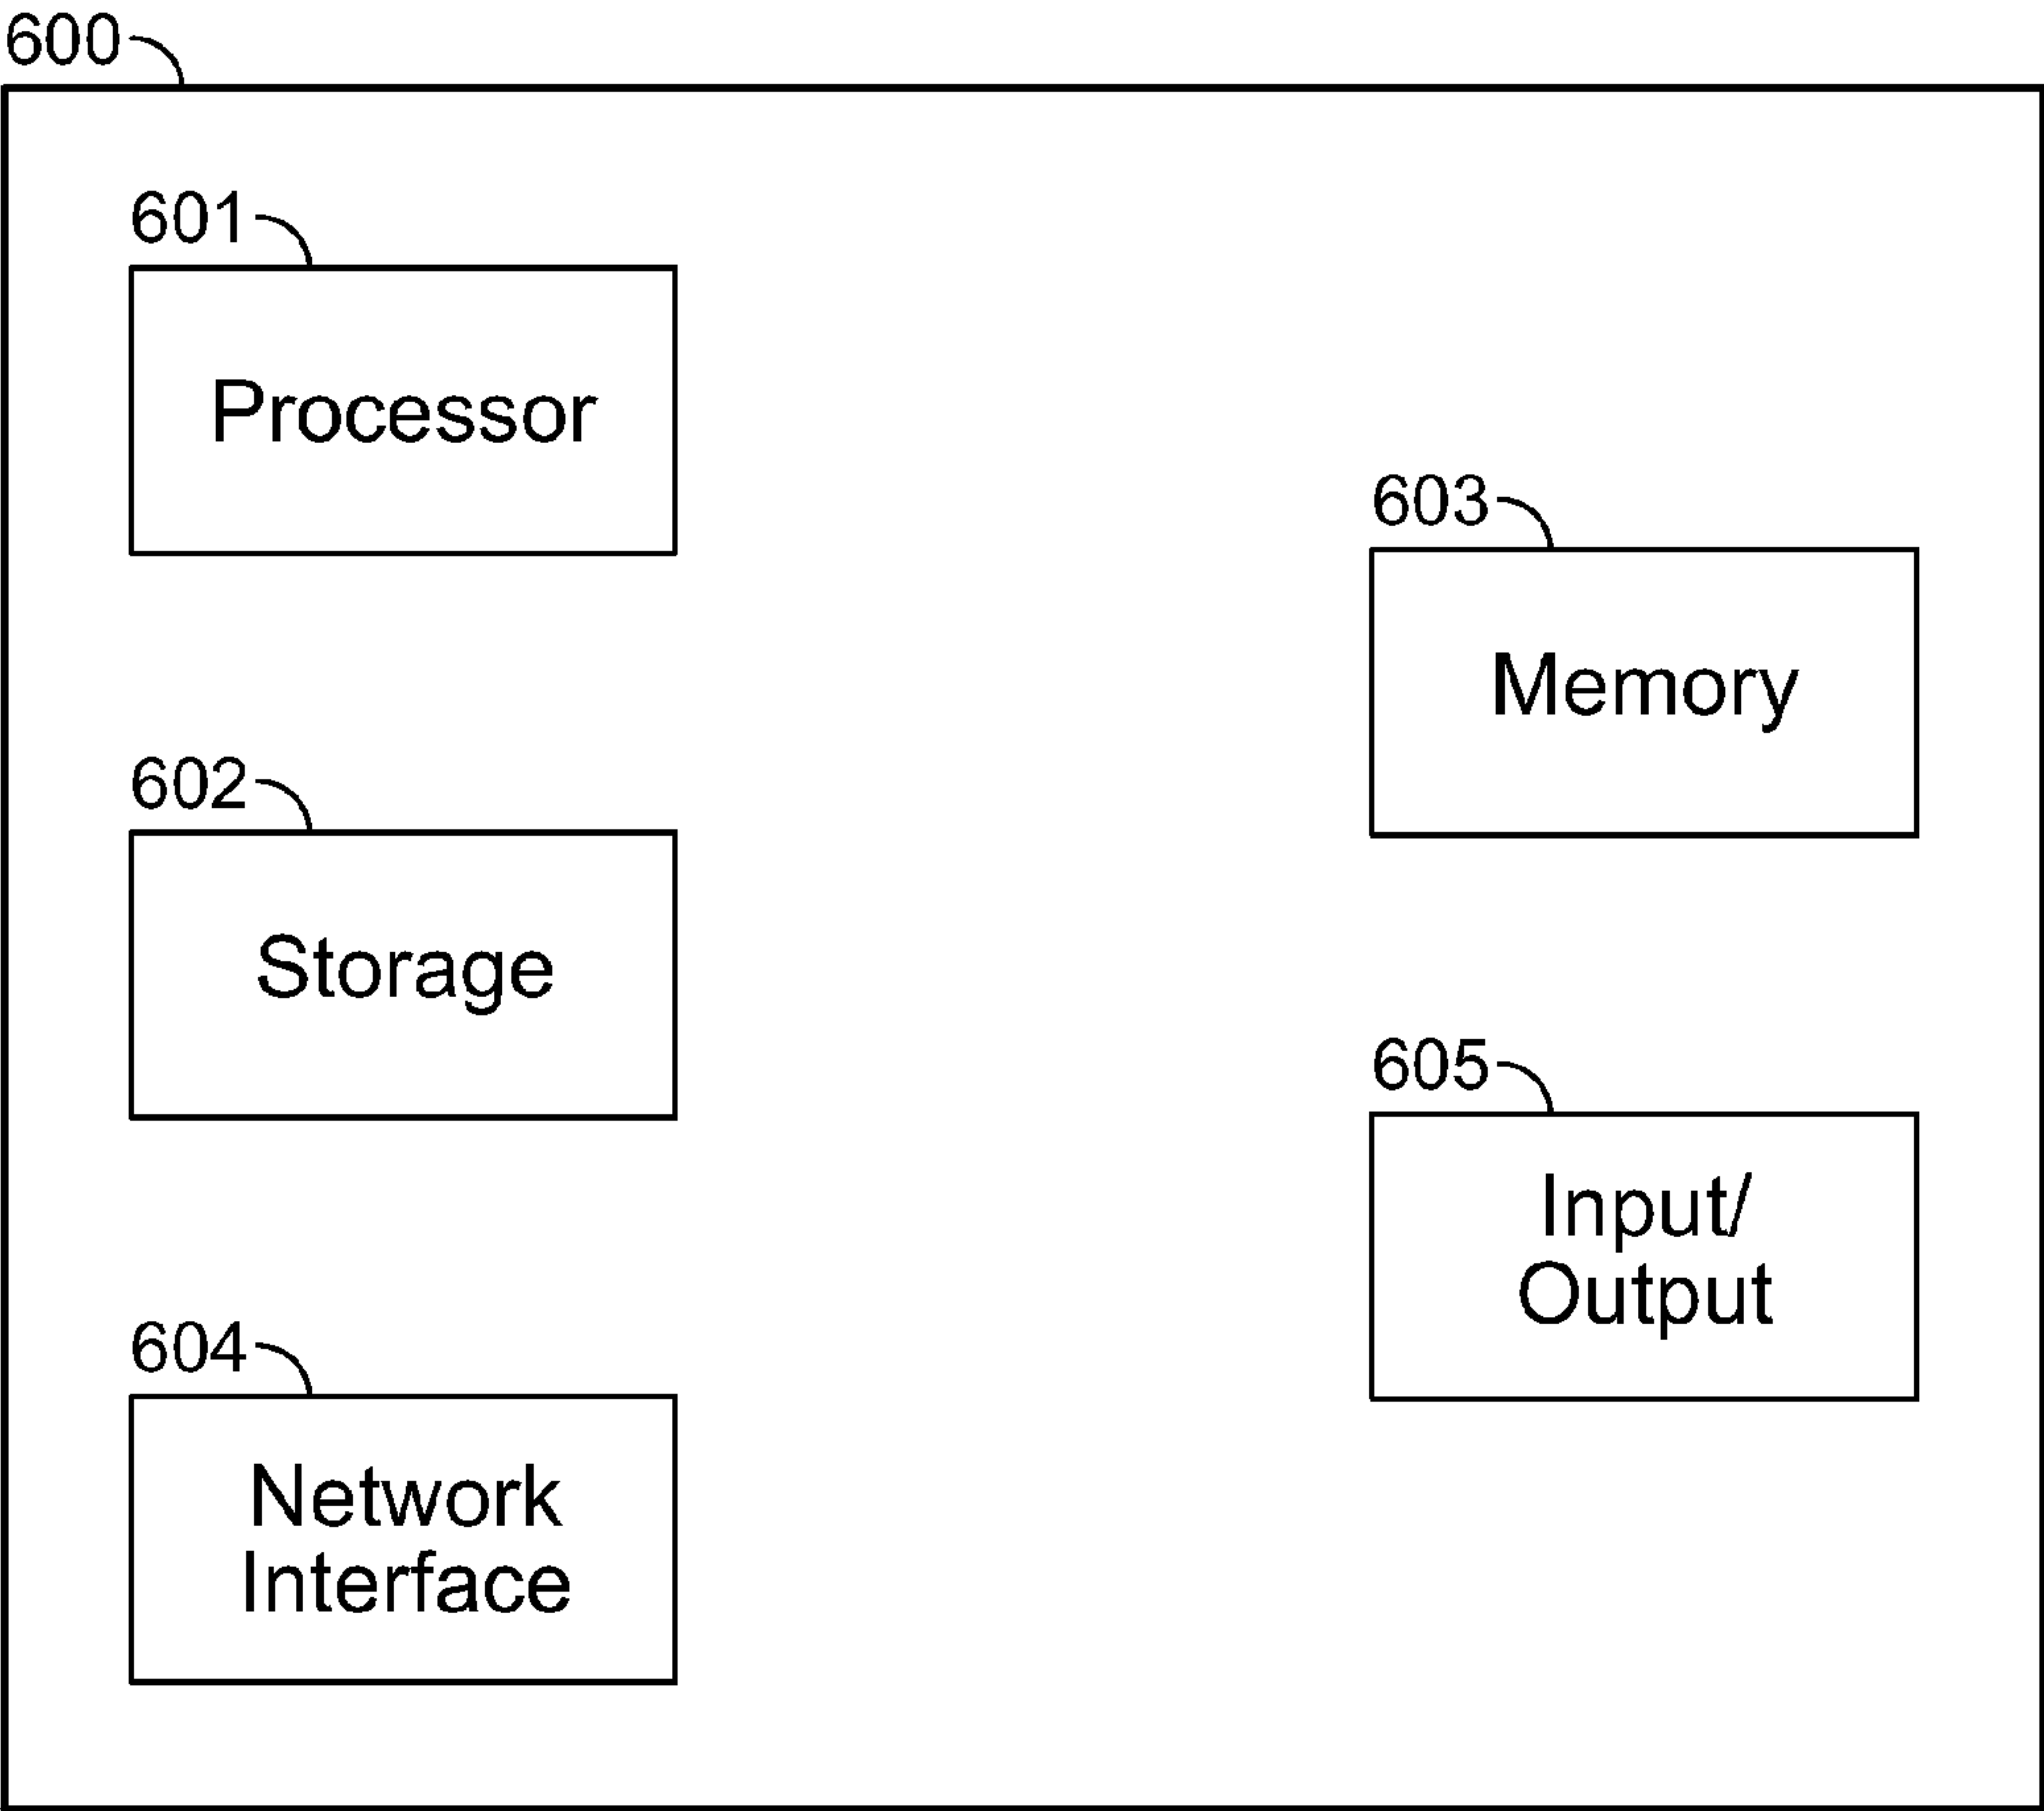 600
601
Processor
603
Memory
602
Storage
605
Input/
Output
604
Network
Interface